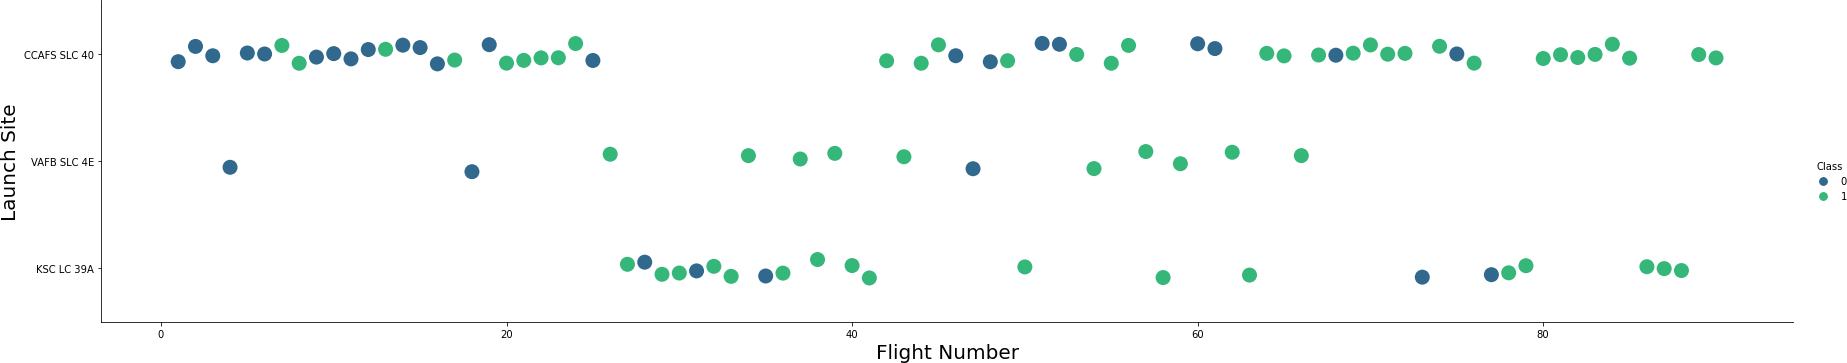 CCAFS SLC 40
VAFB SLC 4E
KSC LC 39A
Launch Site
0 20 40 60 80
Flight Number
Class
0
1